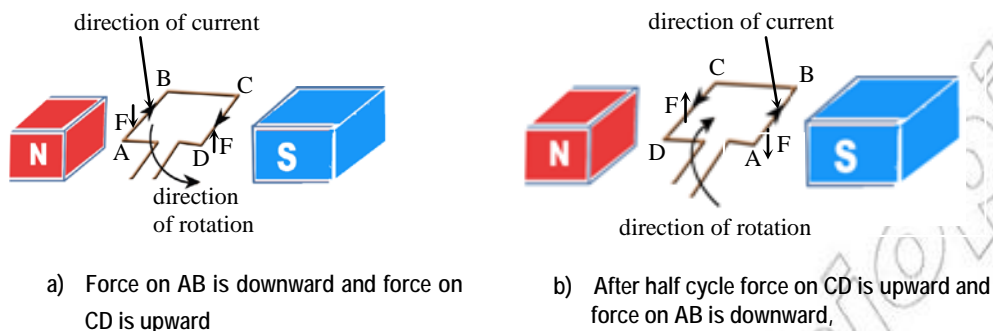 direction of current
B
C
F
A
D
F
N
S
direction
of rotation
a) Force on AB is downward and force on
CD is upward
direction of current
C
B
F
D
A
F
N
S
direction of rotation
b) After half cycle force on CD is upward and
force on AB is downward,